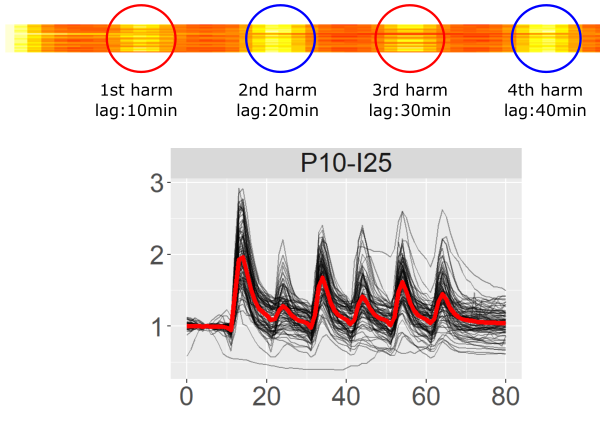 1st harm 2nd harm 3rd harm 4th harm
lag:10min lag:20min lag:30min lag:40min
P10-I25
3
2
1
0 20 40 60 80